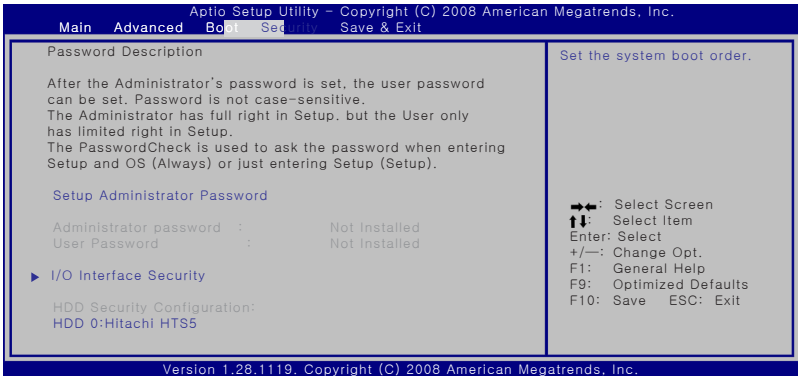 Aptio Setup Utility – Copyright (C) 2008 American Megatrends, Inc.
Main Advanced Boot Security Save & Exit
Password Description
After the Administrator's password is set, the user password
can be set. Password is not case-sensitive.
The Administrator has full right in Setup. but the User only
has limited right in Setup.
The PasswordCheck is used to ask the password when entering
Setup and OS (Always) or just entering Setup (Setup).
Setup Administrator Password
Administrator password : Not Installed
User Password : Not Installed
I/O Interface Security
HDD Security Configuration:
HDD 0:Hitachi HTS5
Set the system boot order.
→←: Select Screen
↑↓: Select Item
Enter: Select
+/—: Change Opt.
F1: General Help
F9: Optimized Defaults
F10: Save ESC: Exit
Version 1.28.1119. Copyright (C) 2008 American Megatrends, Inc.